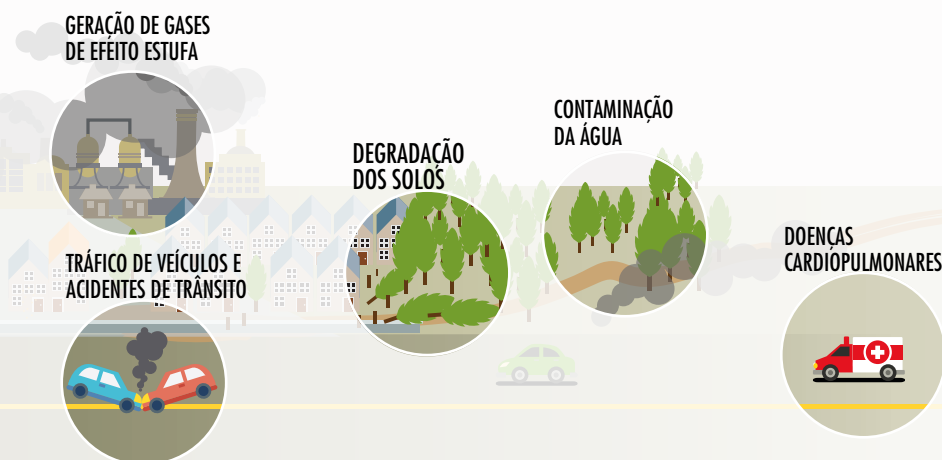 GERAÇÃO DE GASES
DE EFEITO ESTUFA
TRÁFICO DE VEÍCULOS E
ACIDENTES DE TRÂNSITO
DEGRADAÇÃO
DOS SOLOS
CONTAMINAÇÃO
DA ÁGUA
DOENÇAS
CARDIOPULMONARES